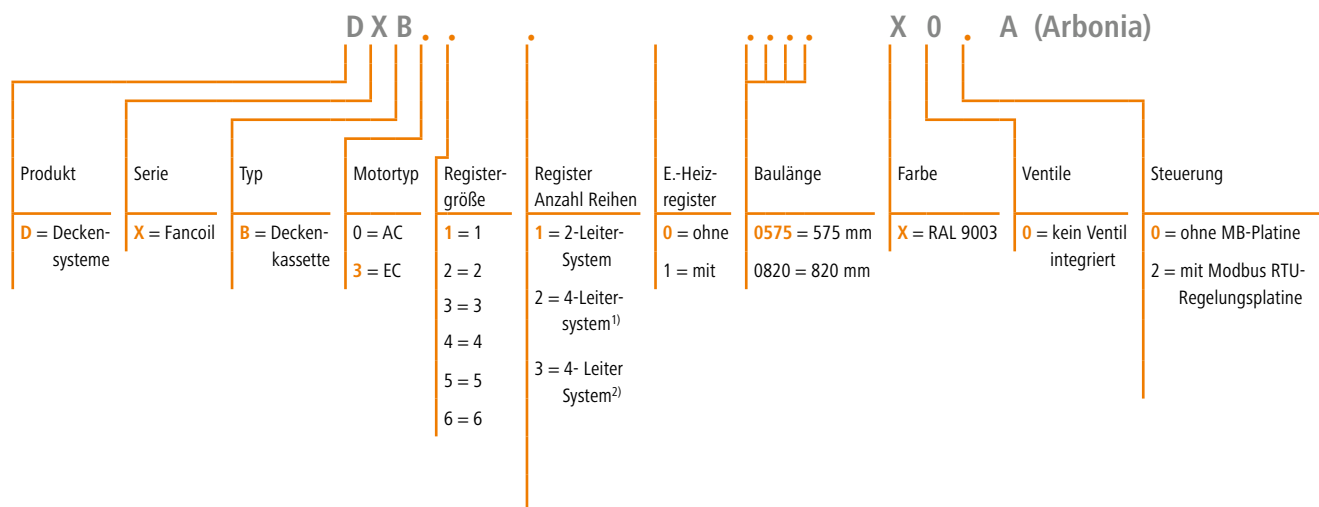 DXB. . . . . . . X 0 . A (Arbonia)
Produkt
D = Decken-
systeme
Serie
X = Fancoil
Typ
B = Decken-
kassette
Motortyp
0 = AC
3 = EC
Register-
größe
1 = 1
2 = 2
3 = 3
4 = 4
5 = 5
6 = 6
Register
Anzahl Reihen
1 = 2-Leiter-
System
2 = 4-Leiter-
system1)
3 = 4- Leiter
System2)
E.-Heiz-
register
0 = ohne
1 = mit
Baulänge
0575 = 575 mm
0820 = 820 mm
Farbe
X = RAL 9003
Ventile
0 = kein Ventil
integriert
Steuerung
0 = ohne MB-Platine
2 = mit Modbus RTU-
Regelungsplatine